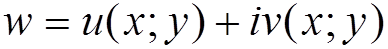 w = u(x; y) + iv(x; y)